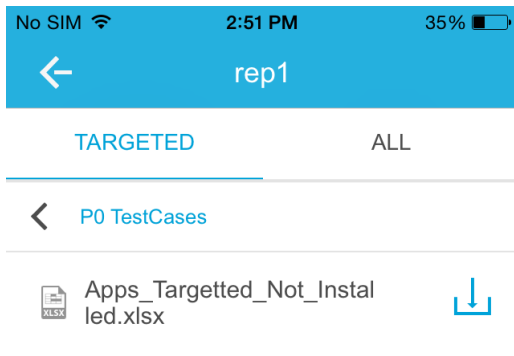 No SIM 2:51 PM 35%
rep1
TARGETED ALL
P0 TestCases
Apps_Targetted_Not_Instal
led.xlsx
XLSX